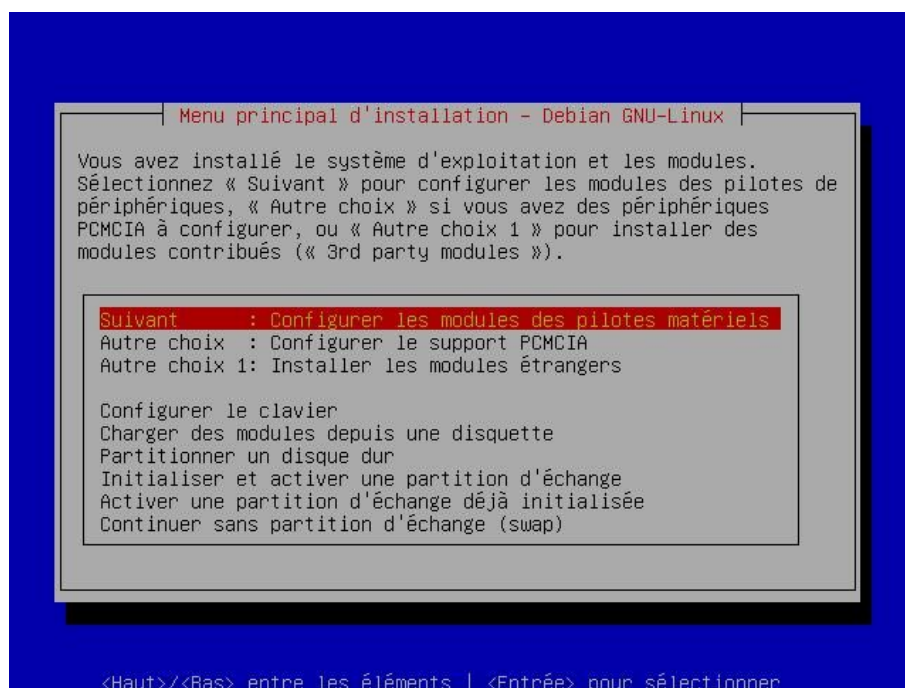 Menu principal d'installation – Debian GNU-Linux
Vous avez installé le système d'exploitation et les modules.
Sélectionnez « Suivant » pour configurer les modules des pilotes de
périphériques, « Autre choix » si vous avez des périphériques
PCMCIA à configurer, ou « Autre choix 1 » pour installer des
modules contribués (« 3rd party modules »).
Suivant : Configurer les modules des pilotes matériels
Autre choix : Configurer le support PCMCIA
Autre choix 1: Installer les modules étrangers
Configurer le clavier
Charger des modules depuis une disquette
Partitionner un disque dur
Initialiser et activer une partition d'échange
Activer une partition d'échange déjà initialisée
Continuer sans partition d'échange (swap)
<Haut>/<Bas> entre les éléments | <Entrée> pour sélectionner